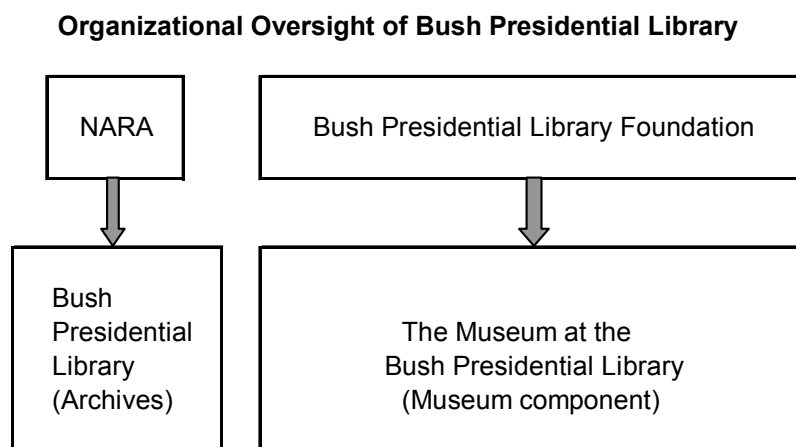 Organizational Oversight of Bush Presidential Library
NARA
Bush Presidential Library Foundation
Bush
Presidential
Library
(Archives)
The Museum at the
Bush Presidential Library
(Museum component)